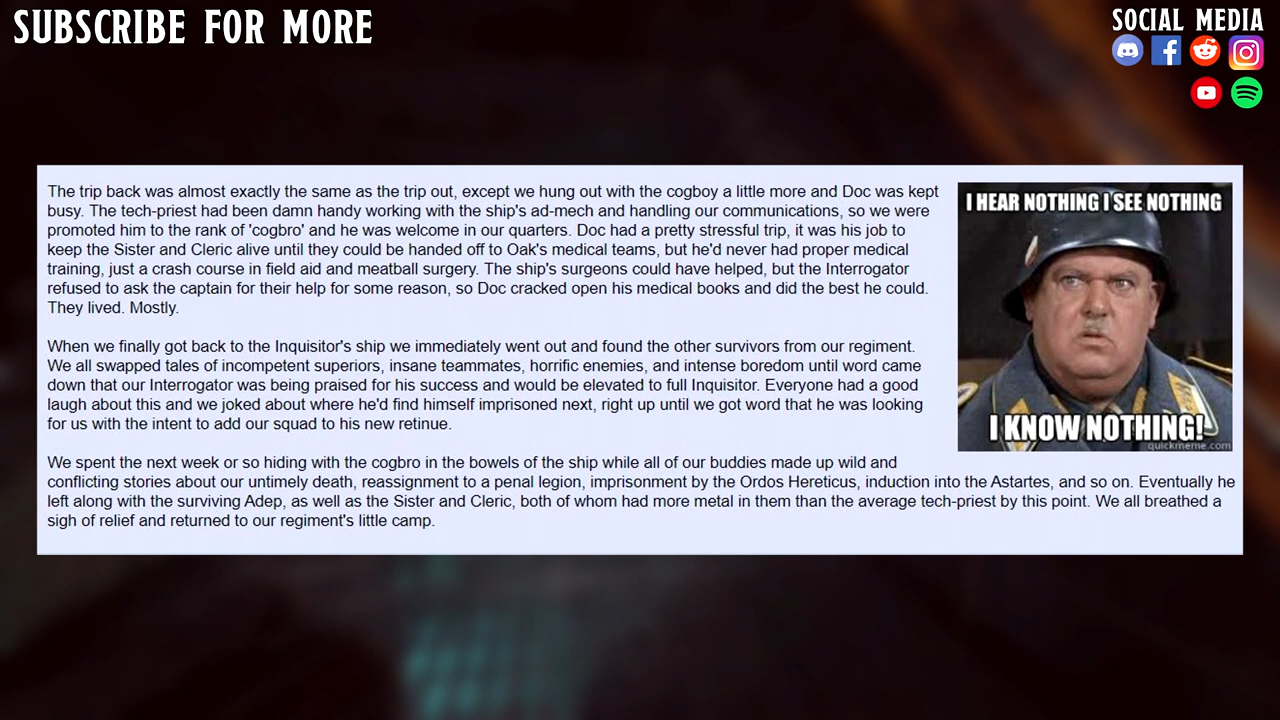 SUBSCRIBE FOR MORE
SOCIAL MEDIA
The trip back was almost exactly the same as the trip out, except we hung out with the cogboy a little more and Doc was kept
busy. The tech-priest had been damn handy working with the ship's ad-mech and handling our communications, so we were
promoted him to the rank of 'cogbro' and he was welcome in our quarters. Doc had a pretty stressful trip, it was his job to
keep the Sister and Cleric alive until they could be handed off to Oak's medical teams, but he'd never had proper medical
training, just a crash course in field aid and meatball surgery. The ship's surgeons could have helped, but the Interrogator
refused to ask the captain for their help for some reason, so Doc cracked open his medical books and did the best he could.
They lived. Mostly.
When we finally got back to the Inquisitor's ship we immediately went out and found the other survivors from our regiment.
We all swapped tales of incompetent superiors, insane teammates, horrific enemies, and intense boredom until word came
down that our Interrogator was being praised for his success and would be elevated to full Inquisitor. Everyone had a good
laugh about this and we joked about where he'd find himself imprisoned next, right up until we got word that he was looking
for us with the intent to add our squad to his new retinue.
We spent the next week or so hiding with the cogbro in the bowels of the ship while all of our buddies made up wild and
conflicting stories about our untimely death, reassignment to a penal legion, imprisonment by the Ordos Hereticus, induction into the Astartes, and so on. Eventually he
left along with the surviving Adep, as well as the Sister and Cleric, both of whom had more metal in them than the average tech-priest by this point. We all breathed a
sigh of relief and returned to our regiment's little camp.
I HEAR NOTHING I SEE NOTHING
I KNOW NOTHING!
quickmeme.com